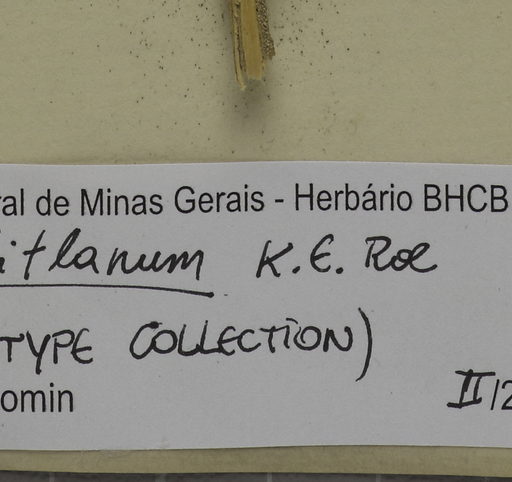 ral de Minas Gerais - Herbário BHCB
itlanum K.E. Roe
TYPE COLLECTION)
omin II/2